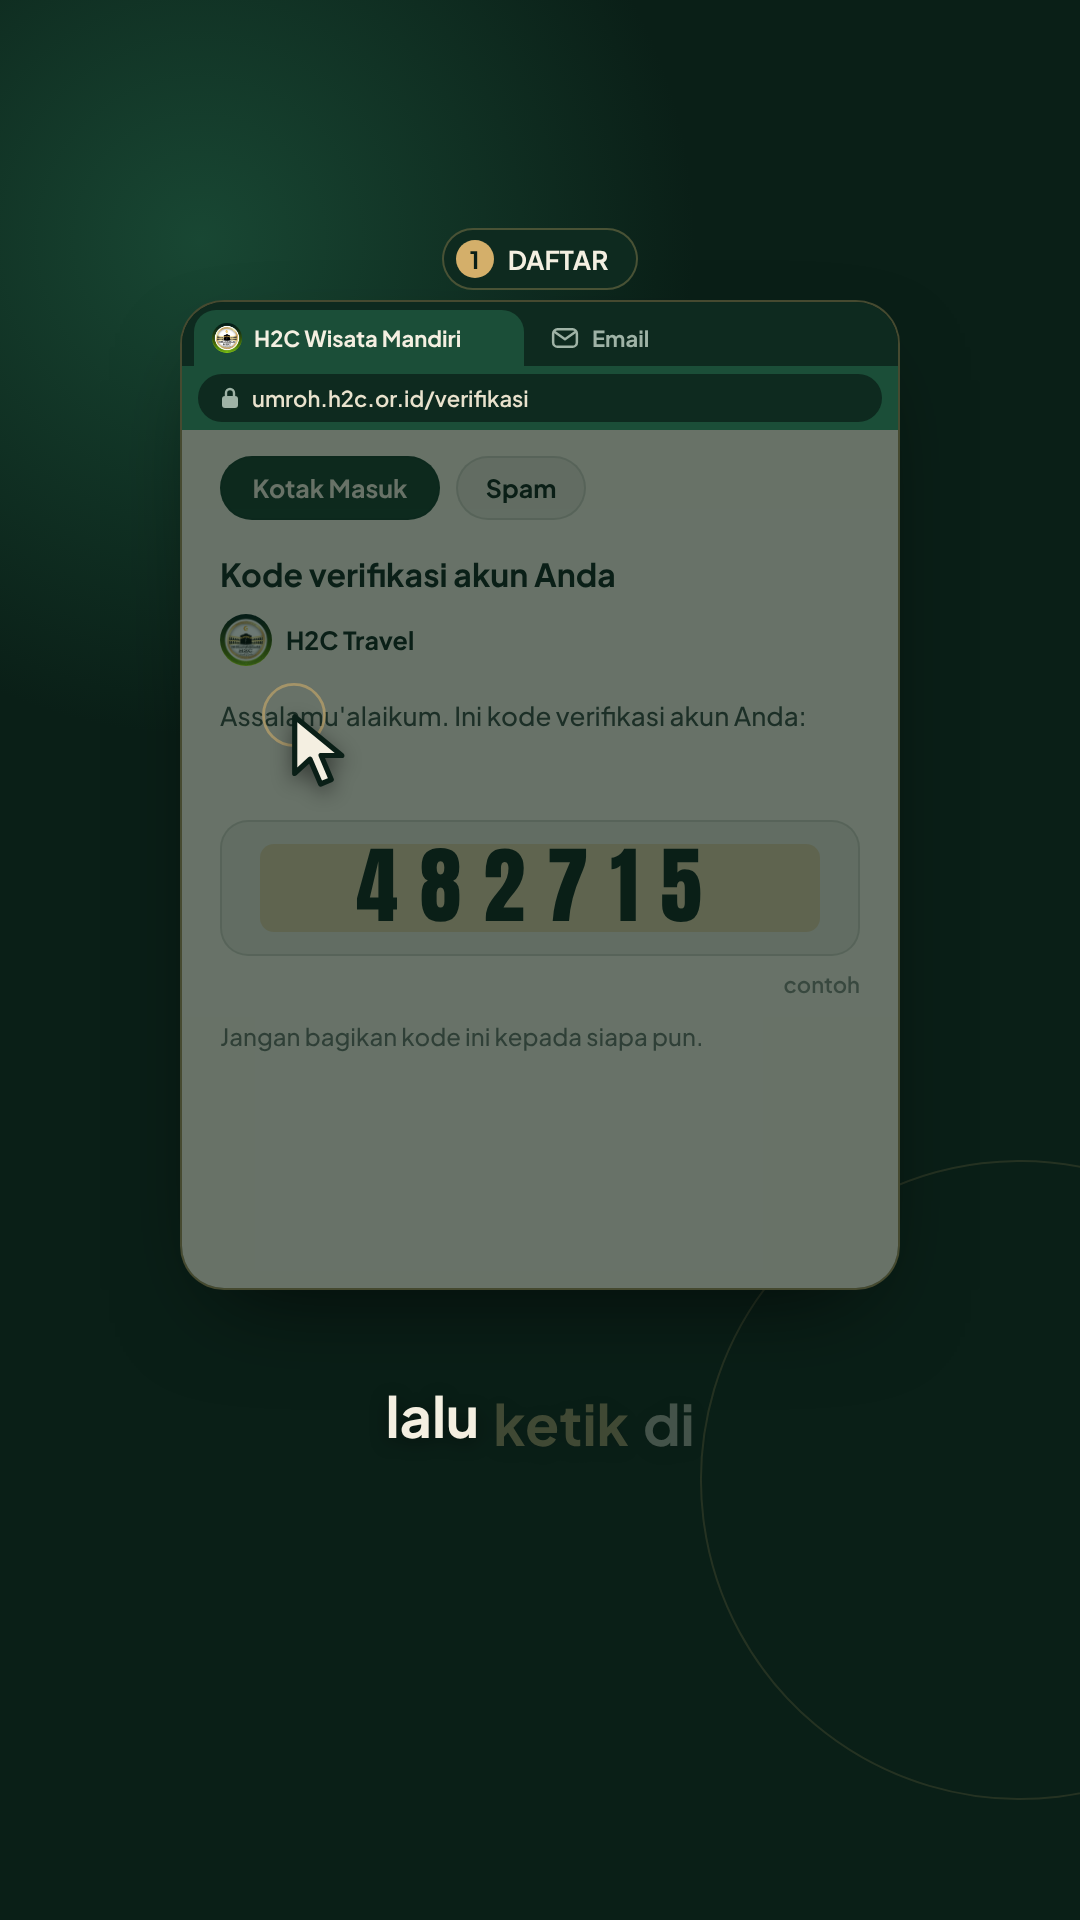 1 DAFTAR
H2C Wisata Mandiri
Email
umroh.h2c.or.id/verifikasi
Kotak Masuk
Spam
Kode verifikasi akun Anda
H2C Travel
Assalamu'alaikum. Ini kode verifikasi akun Anda:
482715
contoh
Jangan bagikan kode ini kepada siapa pun.
lalu ketik di